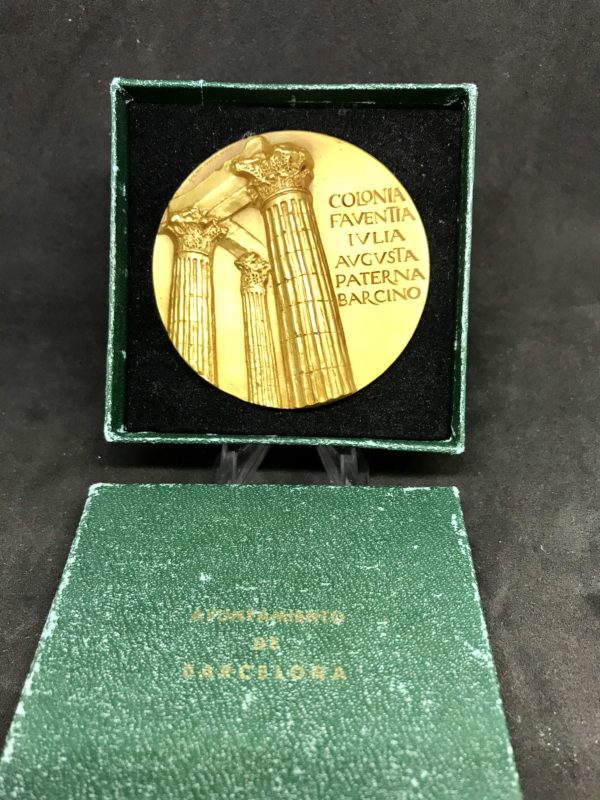 COLONIA
FAVENTIA
IVLIA
AVGVSTA
PATERNA
BARCINO
AYUNTAMIENTO
DE
BARCELONA